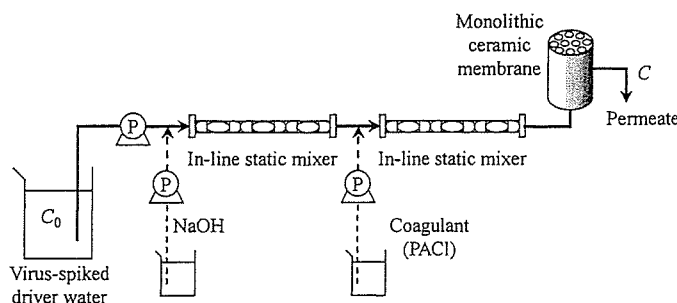 Monolithic
ceramic
membrane
C
Permeate
P
In-line static mixer
In-line static mixer
C0
P
P
NaOH
Coagulant
(PACl)
Virus-spiked
driver water